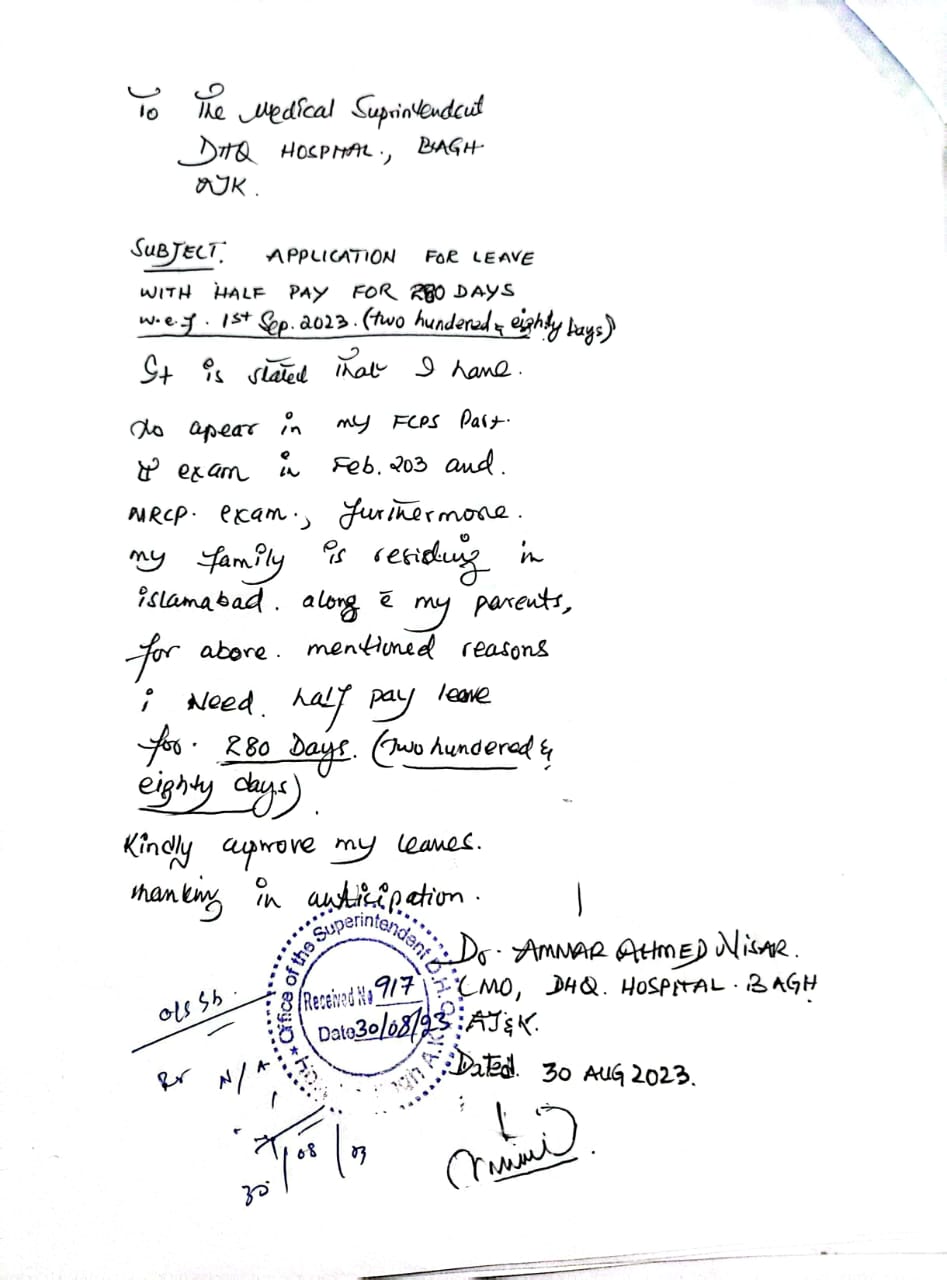 To The Medical Suprintendent
DHQ HOSPITAL., BAGH
AJK.
SUBJECT. APPLICATION FOR LEAVE
WITH HALF PAY FOR 280 DAYS
w.e.f. 1st Sep. 2023. (two hundered & eighty Days)
It is stated that I have.
to apear in my FCPS Part.
II exam in Feb. 203 and.
MRCP. exam., furthermore.
my family is residing in
islamabad. along c̄ my parents,
for above. mentioned reasons
i Need. half pay leave
for. 280 Days. (two hundered &
eighty days).
Kindly approve my leaves.
thanking in anticipation.
Dr. AMMAR AHMED NISAR.
CMO, DHQ. HOSPITAL. BAGH
AJ&K.
Dated. 30 AUG 2023.
Office of the Superintendent D.H.Q
Received No 917
Date 30/08/23
N/A
30/08/23